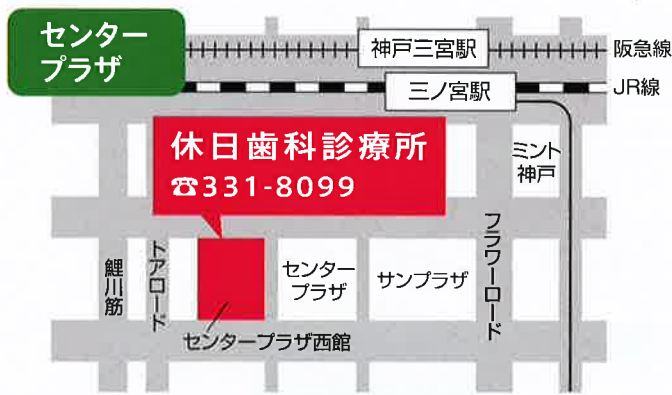 センター
プラザ
神戸三宮駅
阪急線
三ノ宮駅
JR線
休日歯科診療所
☎331-8099
ミント
神戸
鯉川筋
トアロード
センター
プラザ
サンプラザ
フラワーロード
センタープラザ西館